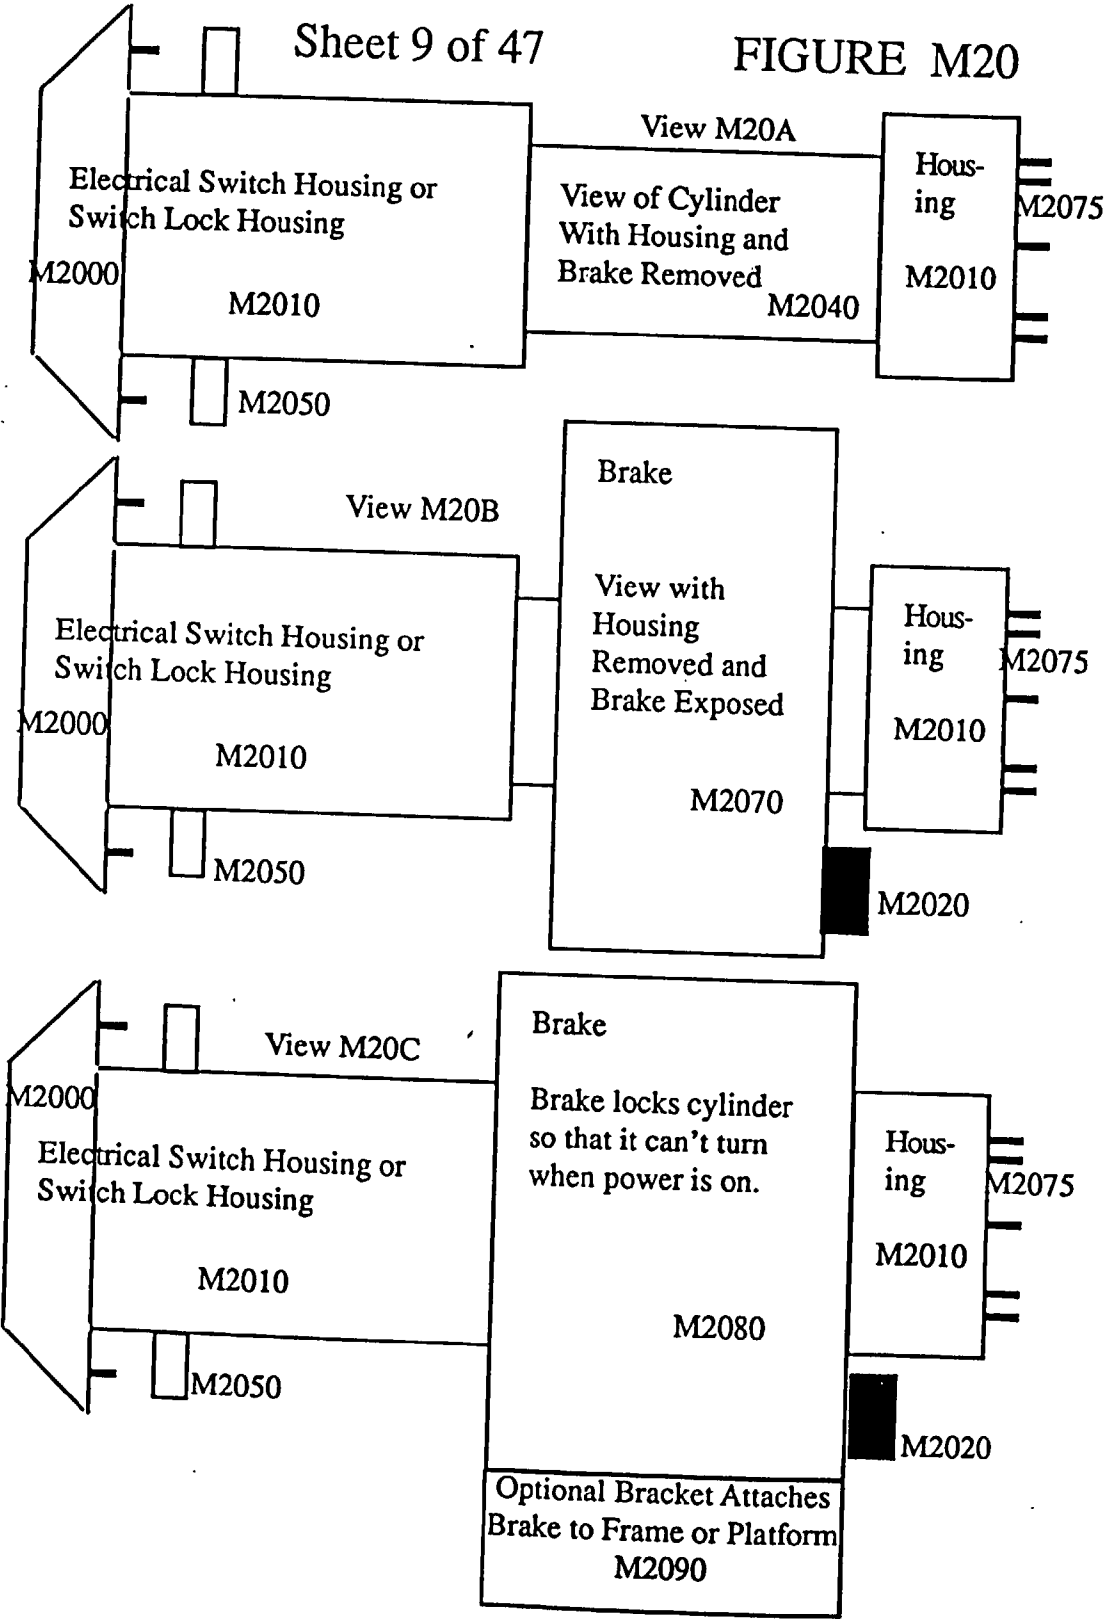 Sheet 9 of 47
FIGURE M20
View M20A
Electrical Switch Housing or
Switch Lock Housing
M2000
M2010
View of Cylinder
With Housing and
Brake Removed
M2040
Hous-
ing
M2010
M2075
M2050
View M20B
Electrical Switch Housing or
Switch Lock Housing
M2000
M2010
Brake
View with
Housing
Removed and
Brake Exposed
M2070
Hous-
ing
M2010
M2075
M2050
M2020
View M20C
M2000
Electrical Switch Housing or
Switch Lock Housing
M2010
Brake
Brake locks cylinder
so that it can't turn
when power is on.
M2080
Hous-
ing
M2010
M2075
M2050
M2020
Optional Bracket Attaches
Brake to Frame or Platform
M2090